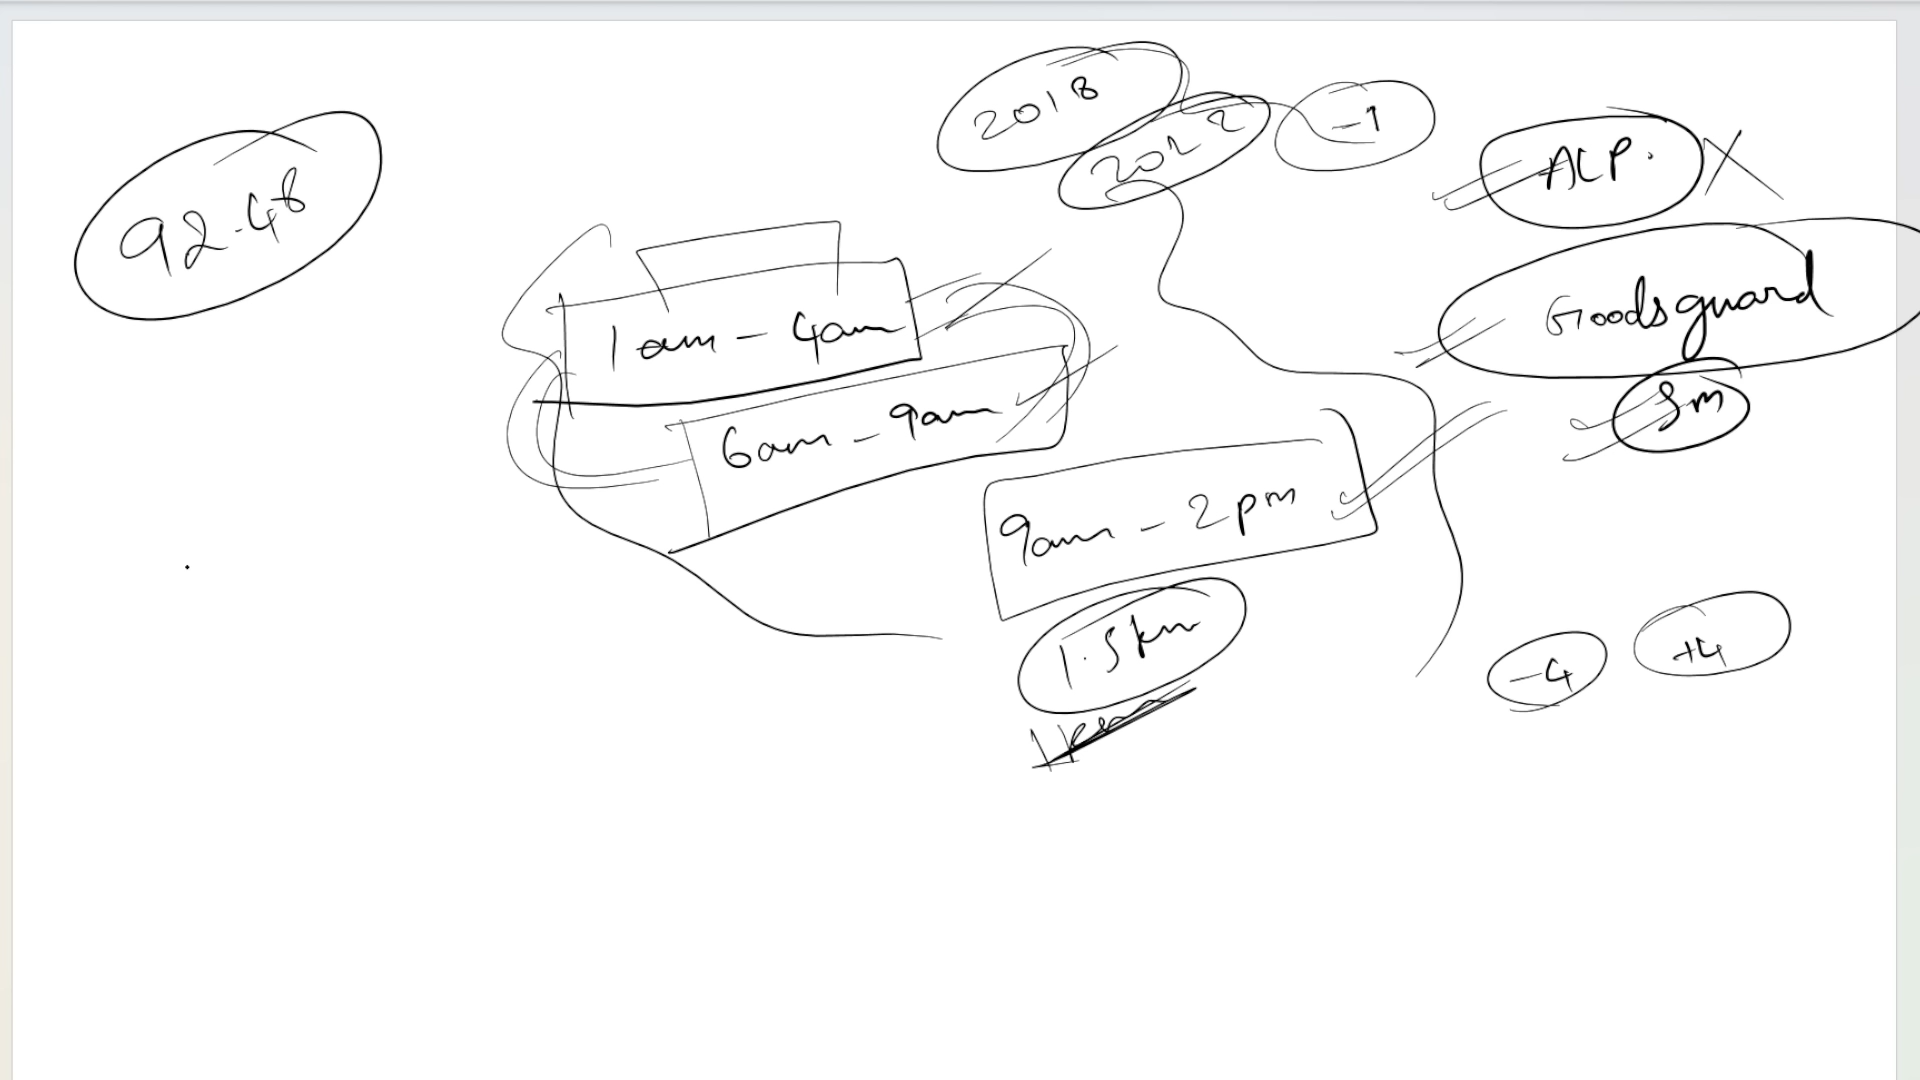 2018
2022
-1
ALP.
92.48
Goodsguard
1am - 4am
6am - 9am
Sm
9am - 2pm
1.5km
-4
+4